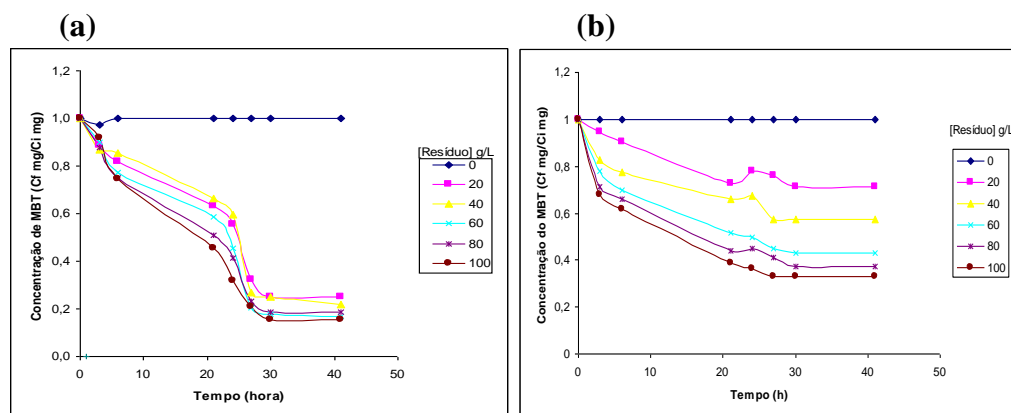 (a)
Concentração de MBT (Cf mg/Ci mg)
1,2
1,0
0,8
0,6
0,4
0,2
0,0
0 10 20 30 40 50
Tempo (hora)
[Resíduo] g/L
0
20
40
60
80
100
(b)
Concentração do MBT (Cf mg/Ci mg)
1,2
1
0,8
0,6
0,4
0,2
0
0 10 20 30 40 50
Tempo (h)
[Resíduo] g/L
0
20
40
60
80
100